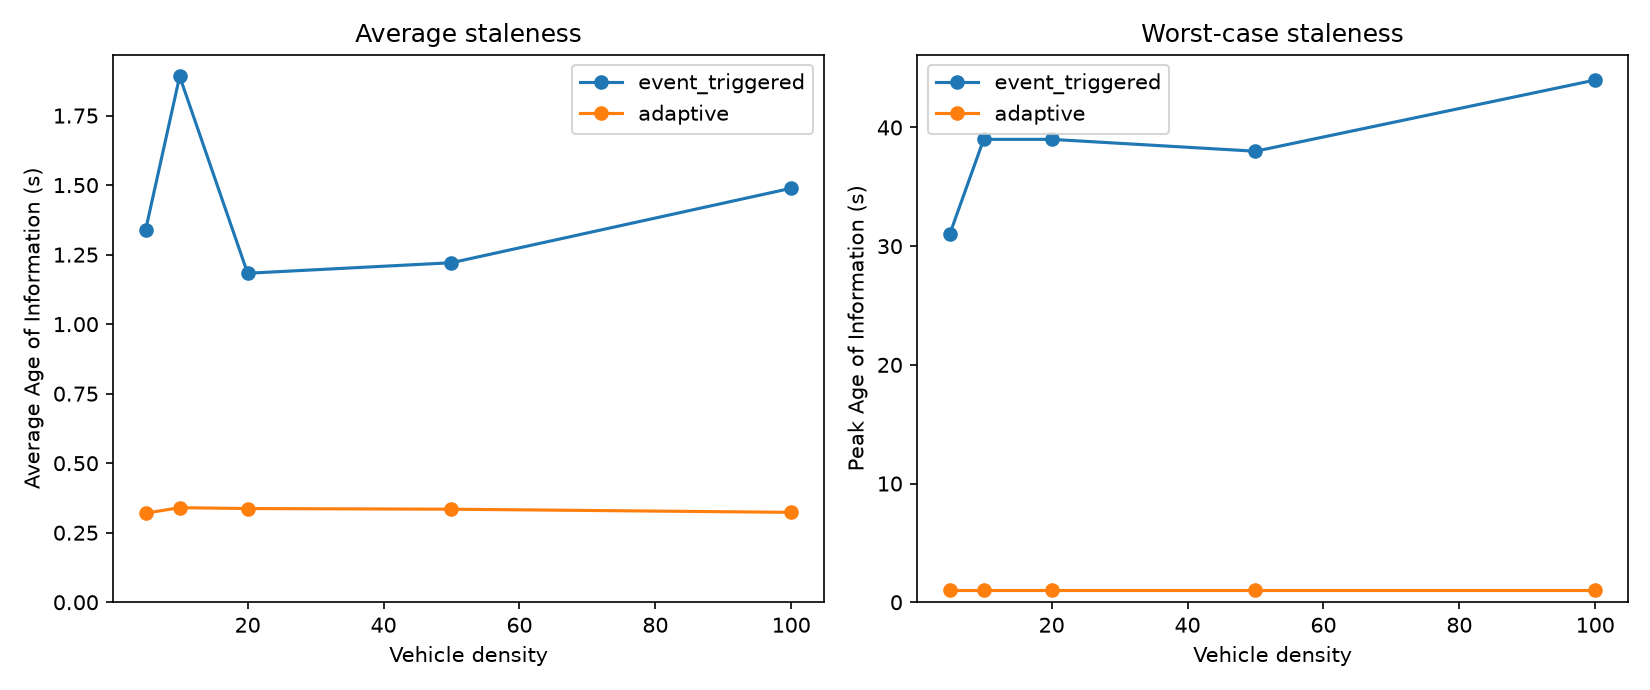 Average staleness
event_triggered
adaptive
Average Age of Information (s)
1.75
1.50
1.25
1.00
0.75
0.50
0.25
0.00
20
40
60
80
100
Vehicle density
Worst-case staleness
event_triggered
adaptive
Peak Age of Information (s)
40
30
20
10
0
20
40
60
80
100
Vehicle density